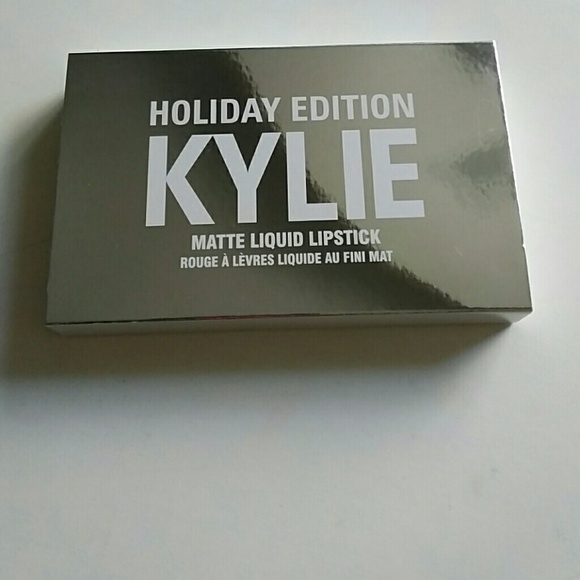 HOLIDAY EDITION
KYLIE
MATTE LIQUID LIPSTICK
ROUGE À LÈVRES LIQUIDE AU FINI MAT